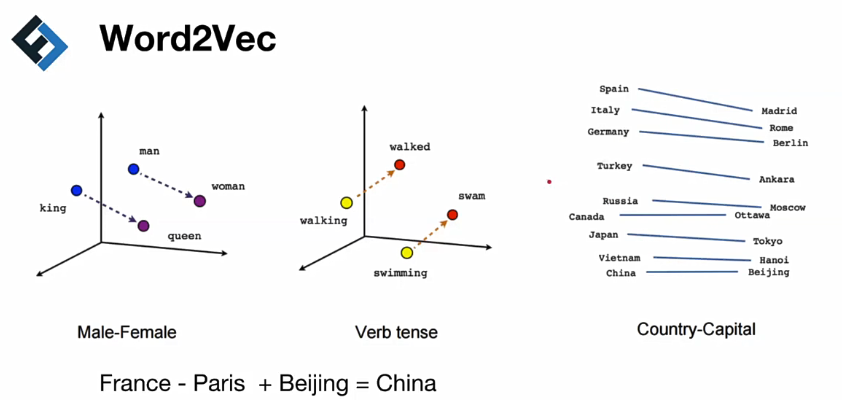 Word2Vec
man
woman
king
queen
Male-Female
walked
swam
walking
swimming
Verb tense
Spain Madrid
Italy Rome
Germany Berlin
Turkey Ankara
Russia Moscow
Canada Ottawa
Japan Tokyo
Vietnam Hanoi
China Beijing
Country-Capital
France - Paris + Beijing = China